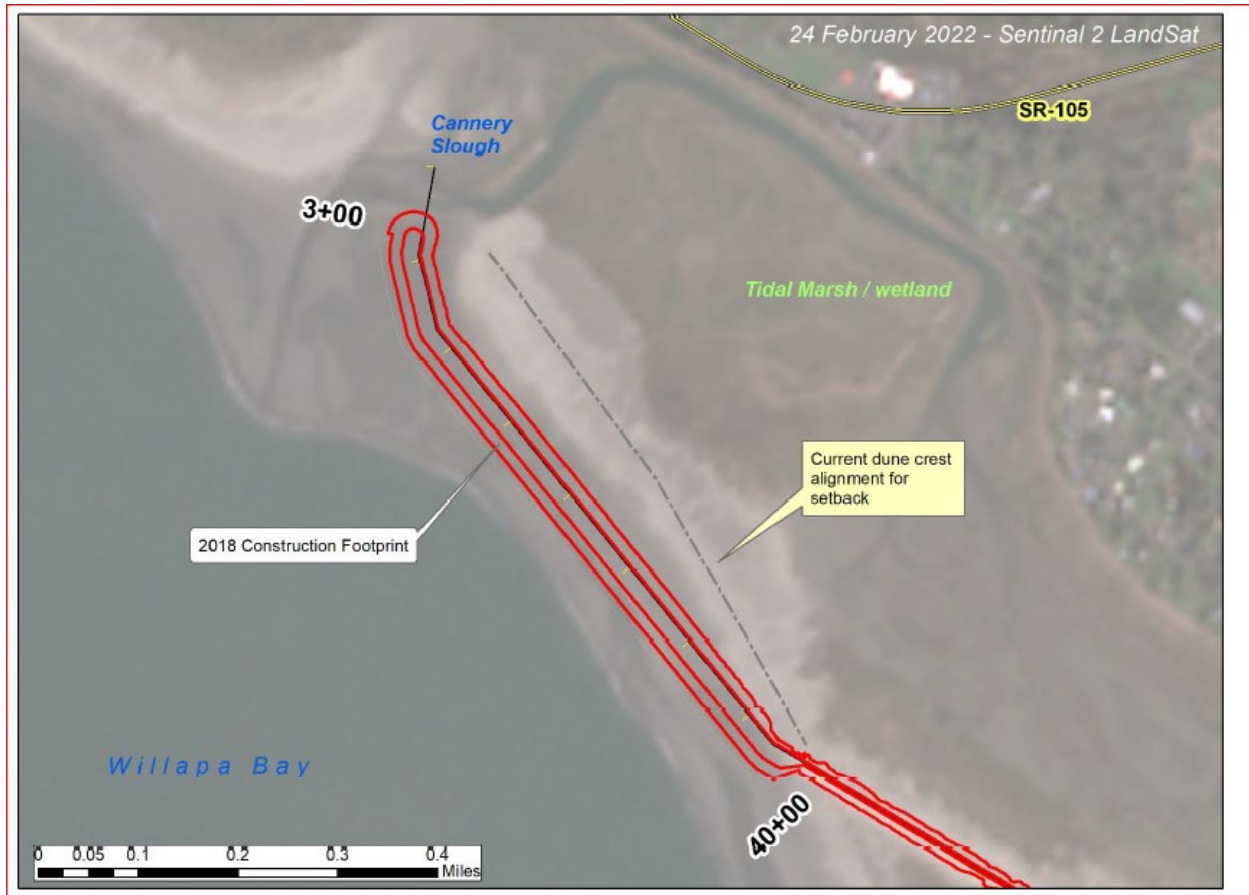 24 February 2022 - Sentinal 2 LandSat
SR-105
Cannery
Slough
3+00
Tidal Marsh / wetland
Current dune crest
alignment for
setback
2018 Construction Footprint
Willapa Bay
40+00
0 0.05 0.1 0.2 0.3 0.4
Miles